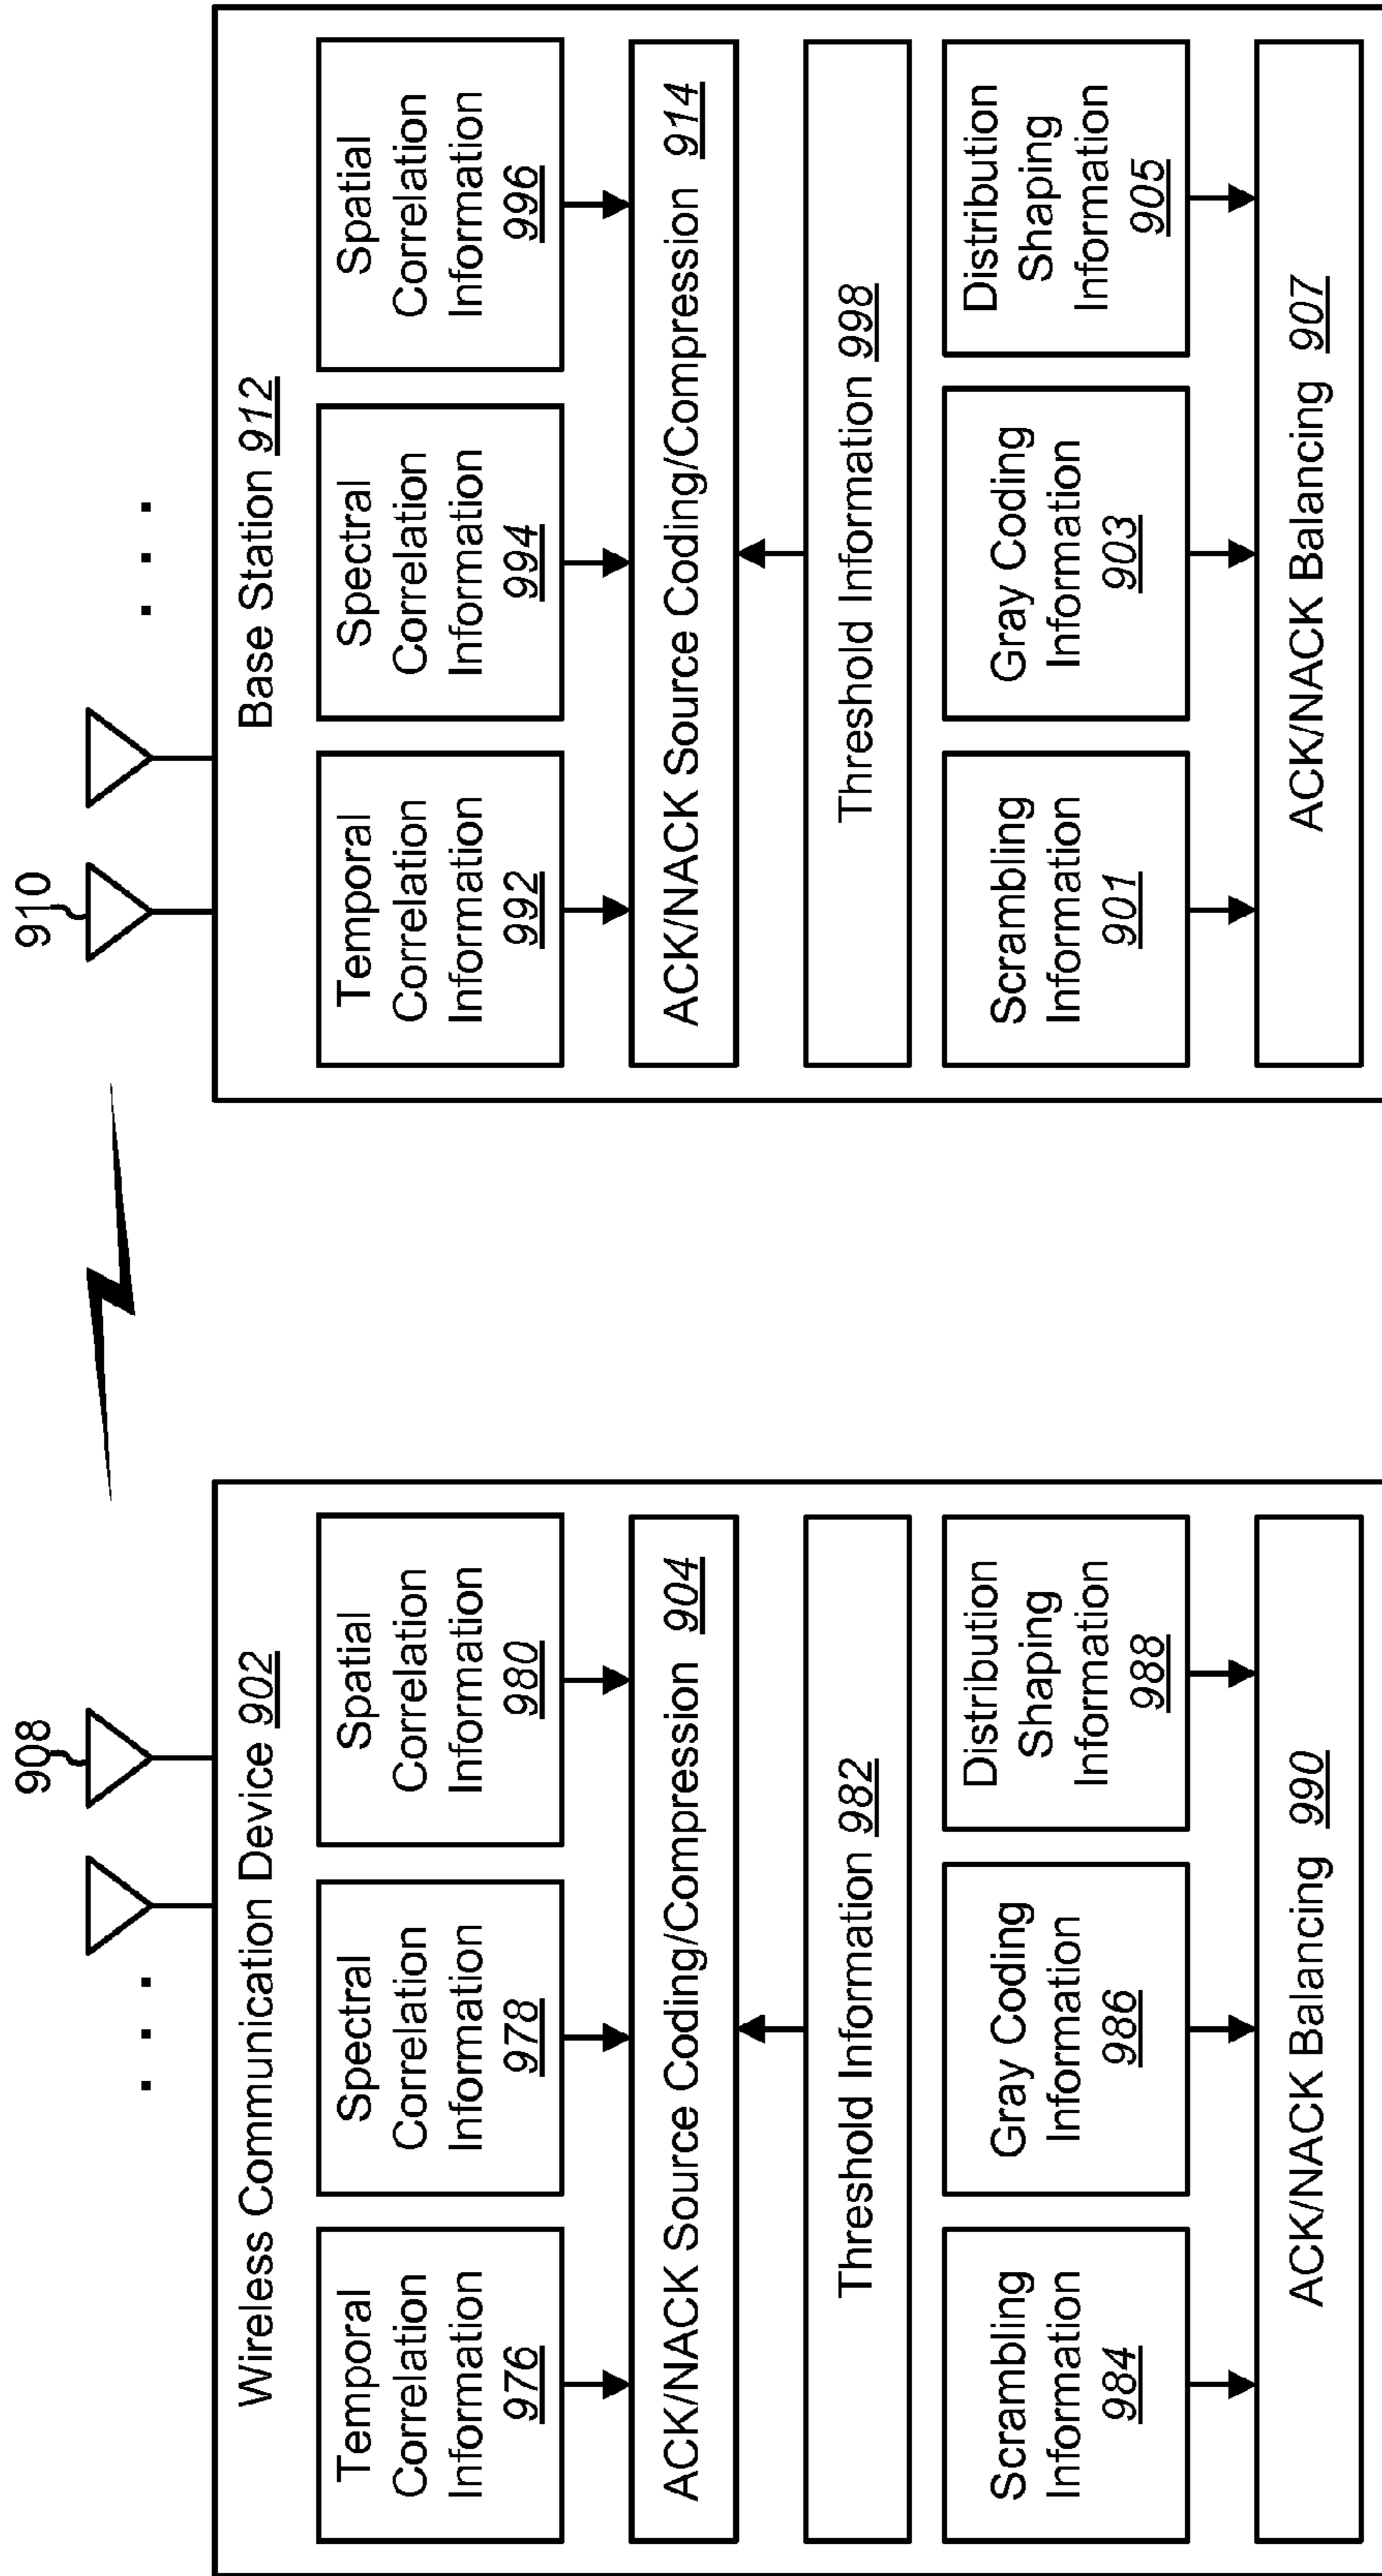 908
910
Wireless Communication Device 902
Temporal
Correlation
Information
976
Spectral
Correlation
Information
978
Spatial
Correlation
Information
980
ACK/NACK Source Coding/Compression 904
Threshold Information 982
Scrambling
Information
984
Gray Coding
Information
986
Distribution
Shaping
Information
988
ACK/NACK Balancing 990
Base Station 912
Temporal
Correlation
Information
992
Spectral
Correlation
Information
994
Spatial
Correlation
Information
996
ACK/NACK Source Coding/Compression 914
Threshold Information 998
Scrambling
Information
901
Gray Coding
Information
903
Distribution
Shaping
Information
905
ACK/NACK Balancing 907